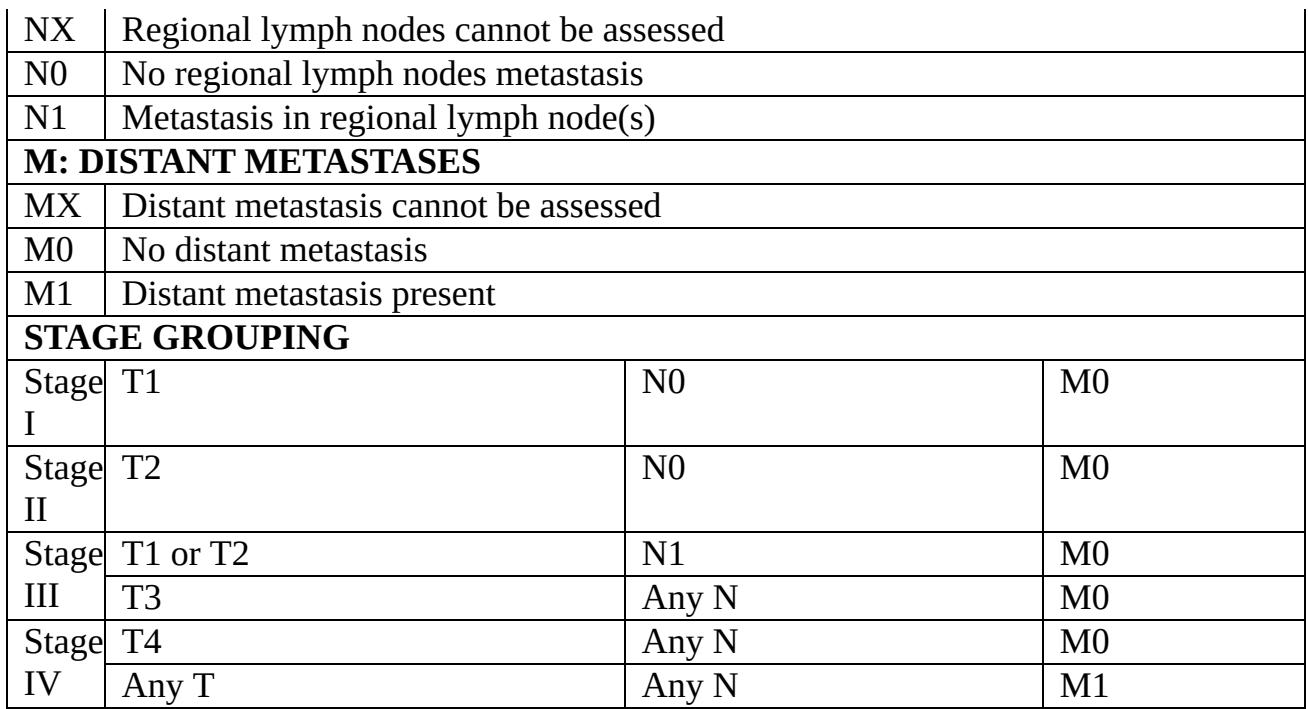 NX Regional lymph nodes cannot be assessed
N0 No regional lymph nodes metastasis
N1 Metastasis in regional lymph node(s)
M: DISTANT METASTASES
MX Distant metastasis cannot be assessed
M0 No distant metastasis
M1 Distant metastasis present
STAGE GROUPING
Stage T1 N0 M0
I
Stage T2 N0 M0
II
Stage T1 or T2 N1 M0
III T3 Any N M0
Stage T4 Any N M0
IV Any T Any N M1